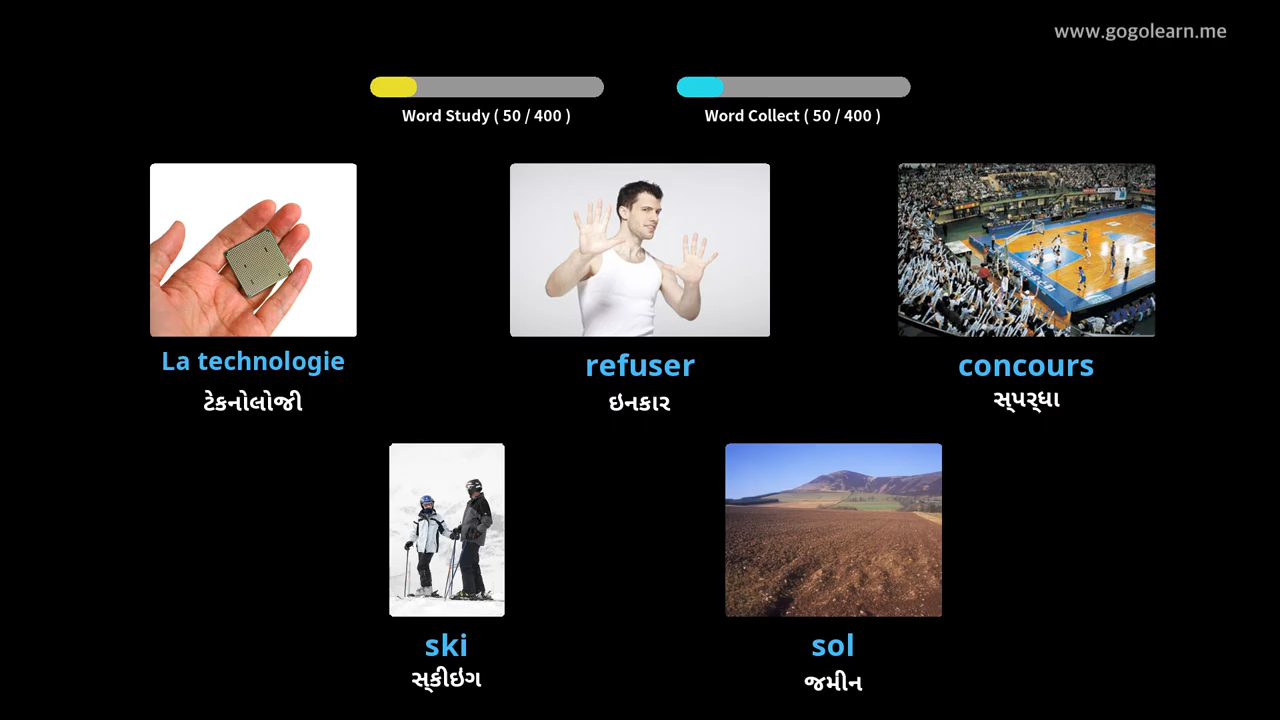 www.gogolearn.me
Word Study ( 50 / 400 )
Word Collect ( 50 / 400 )
La technologie
ટેકનોલોજી
refuser
ઇનકાર
concours
સ્પર્ધા
ski
સ્કીઇંગ
sol
જમીન